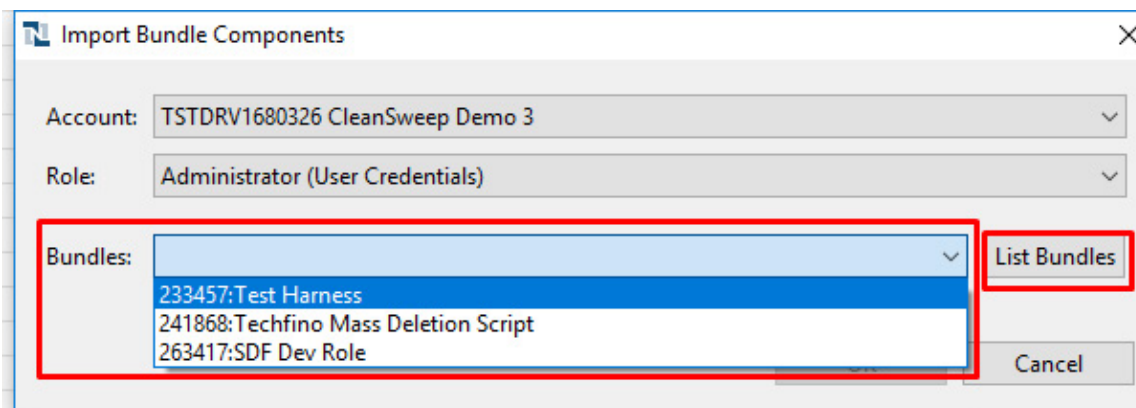 Import Bundle Components
Account: TSTDRV1680326 CleanSweep Demo 3
Role: Administrator (User Credentials)
Bundles: List Bundles
233457:Test Harness
241868:Techfino Mass Deletion Script
263417:SDF Dev Role
Cancel